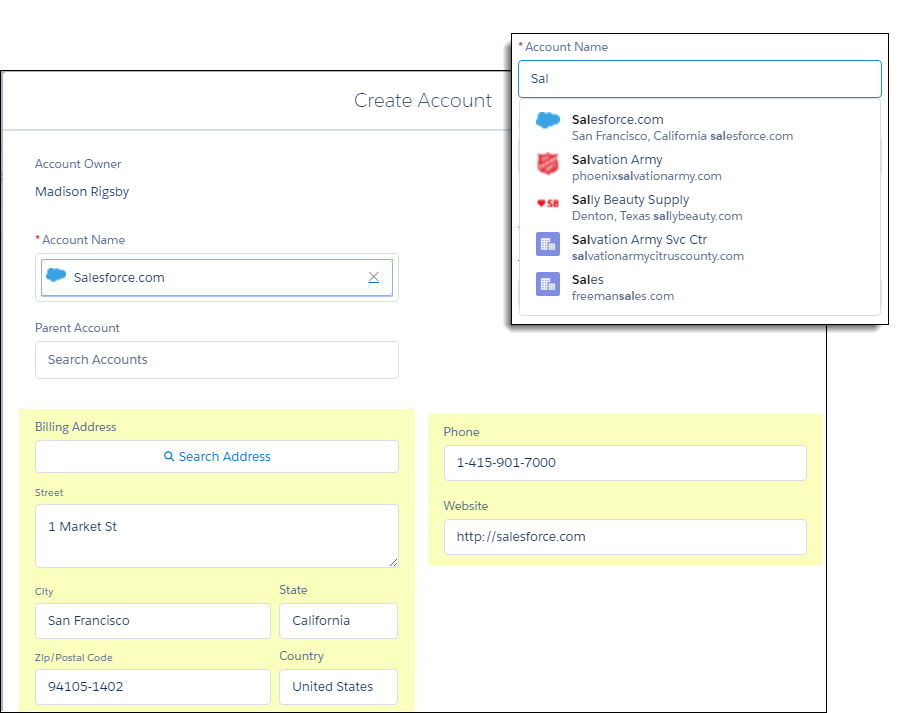 * Account Name
Sal
Salesforce.com
San Francisco, California salesforce.com
Salvation Army
phoenixsalvationarmy.com
SB
Sally Beauty Supply
Denton, Texas sallybeauty.com
Salvation Army Svc Ctr
salvationarmycitruscounty.com
Sales
freemansales.com
Create Account
Account Owner
Madison Rigsby
* Account Name
Salesforce.com
Parent Account
Search Accounts
Billing Address
Search Address
Street
1 Market St
City
State
San Francisco
California
Zip/Postal Code
Country
94105-1402
United States
Phone
1-415-901-7000
Website
http://salesforce.com